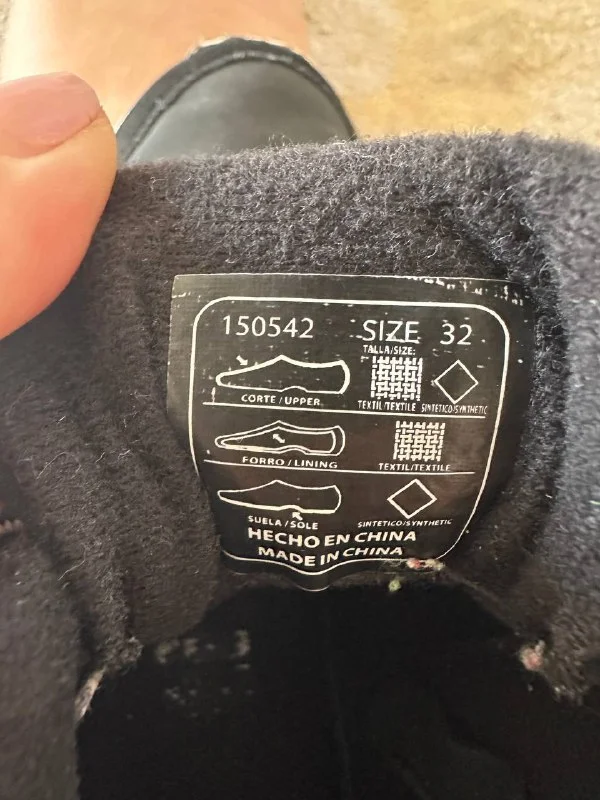 150542 SIZE 32
TALLA/SIZE:
CORTE / UPPER TEXTIL/TEXTILE SINTETICO/SYNTHETIC
FORRO / LINING TEXTIL/TEXTILE
SUELA / SOLE SINTETICO/SYNTHETIC
HECHO EN CHINA
MADE IN CHINA